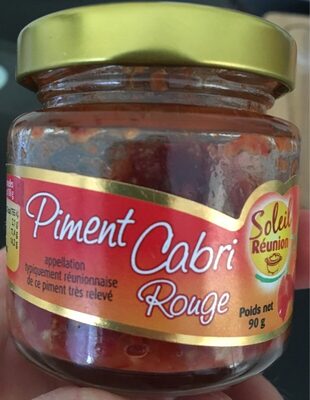 Piment Cabri
Rouge
appellation
typiquement réunionnaise
de ce piment très relevé
Soleil
Réunion
Poids net
90 g